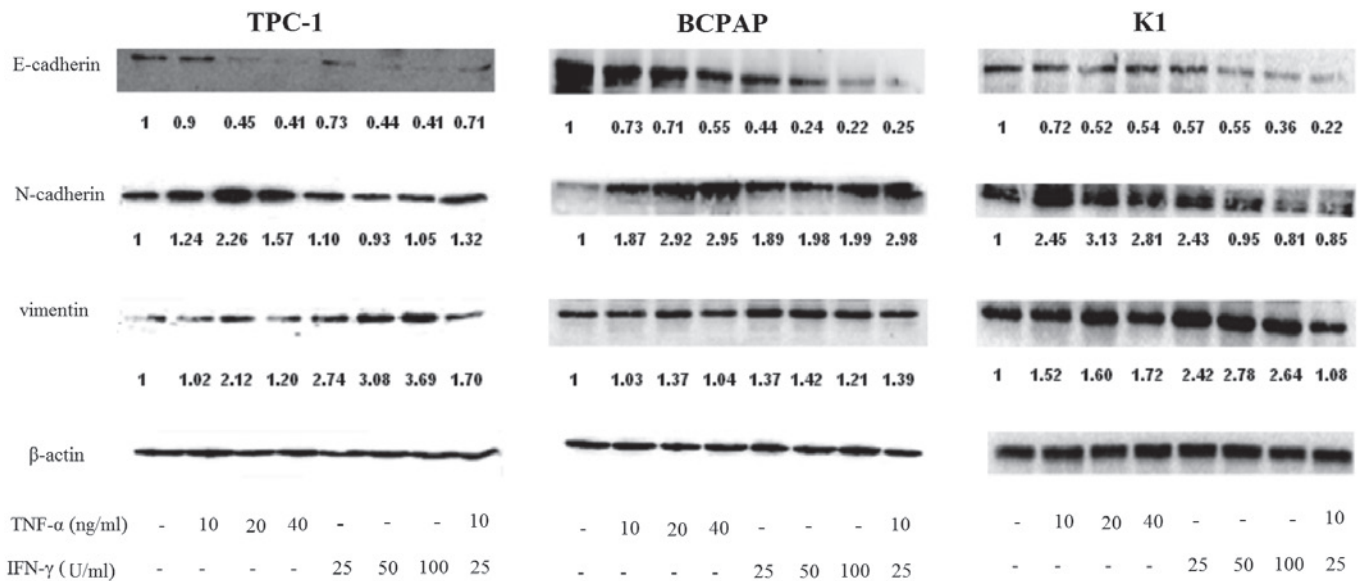 TPC-1 BCPAP K1
E-cadherin
1 0.9 0.45 0.41 0.73 0.44 0.41 0.71 1 0.73 0.71 0.55 0.44 0.24 0.22 0.25 1 0.72 0.52 0.54 0.57 0.55 0.36 0.22
N-cadherin
1 1.24 2.26 1.57 1.10 0.93 1.05 1.32 1 1.87 2.92 2.95 1.89 1.98 1.99 2.98 1 2.45 3.13 2.81 2.43 0.95 0.81 0.85
vimentin
1 1.02 2.12 1.20 2.74 3.08 3.69 1.70 1 1.03 1.37 1.04 1.37 1.42 1.21 1.39 1 1.52 1.60 1.72 2.42 2.78 2.64 1.08
β-actin
TNF-α (ng/ml) - 10 20 40 - - - 10 - 10 20 40 - - - 10 - 10 20 40 - - - 10
IFN-γ (U/ml) - - - - 25 50 100 25 - - - - 25 50 100 25 - - - - 25 50 100 25